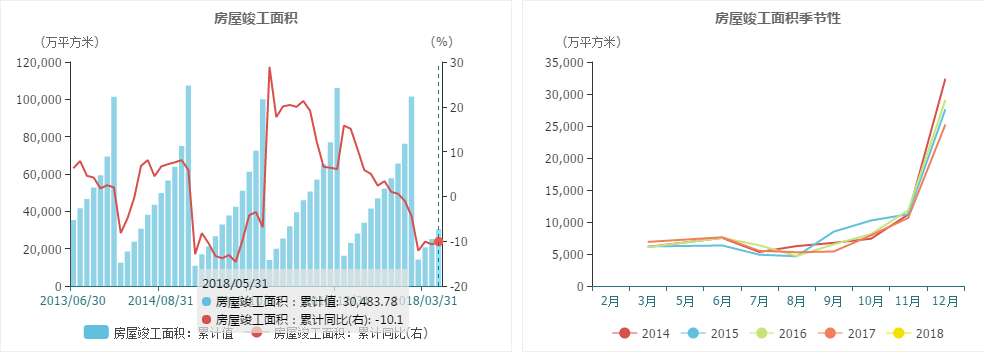 房屋竣工面积
(万平方米)
(%)
120,000
100,000
80,000
60,000
40,000
20,000
0
30
20
10
0
-10
-20
2013/06/30
2014/08/31
2018/03/31
2018/05/31
房屋竣工面积：累计值: 30,483.78
房屋竣工面积：累计同比(右): -10.1
房屋竣工面积：累计值
房屋竣工面积：累计同比(右)
房屋竣工面积季节性
(万平方米)
35,000
30,000
25,000
20,000
15,000
10,000
5,000
0
2月
3月
5月
6月
7月
8月
9月
10月
11月
12月
2014
2015
2016
2017
2018